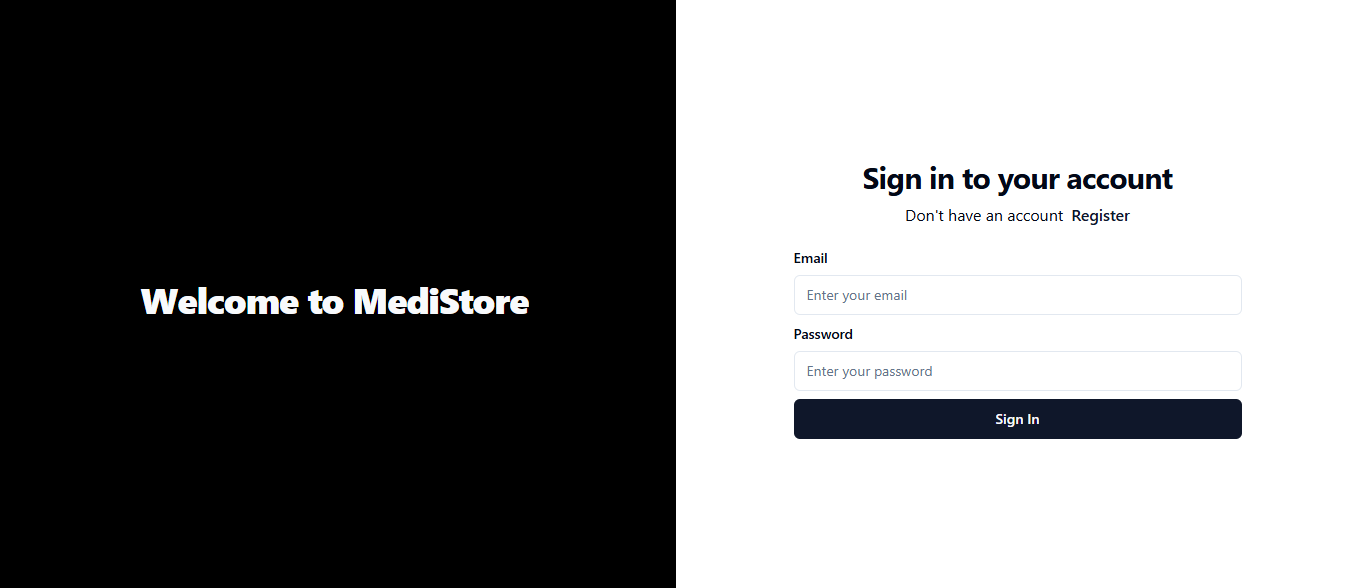 Welcome to MediStore
Sign in to your account
Don't have an account Register
Email
Enter your email
Password
Enter your password
Sign In